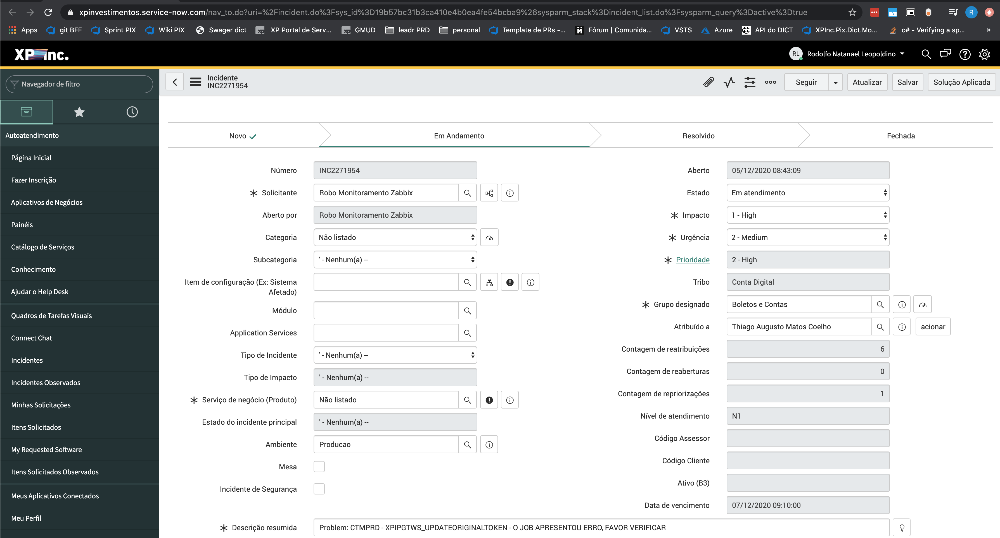 xpinvestimentos.service-now.com/nav_to.do?uri=%2Fincident.do%3Fsys_id%3D19b57bc31b3ca410e4b0ea4fe54bcba9%26sysparm_stack%3Dincident_list.do%3Fsysparm_query%3Dactive%3Dtrue
R
Apps git BFF Sprint PIX Wiki PIX Swager dict XP Portal de Serv... GMUD leadr PRD personal Template de PRs -... Fórum | Comunida... VSTS Azure API do DICT XPInc.Pix.Dict.Mo... c# - Verifying a sp... »
XP inc.
RL Rodolfo Natanael Leopoldino
Navegador de filtro
Autoatendimento
Página Inicial
Fazer Inscrição
Aplicativos de Negócios
Painéis
Catálogo de Serviços
Conhecimento
Ajudar o Help Desk
Quadros de Tarefas Visuais
Connect Chat
Incidentes
Incidentes Observados
Minhas Solicitações
Itens Solicitados
My Requested Software
Itens Solicitados Observados
Meus Aplicativos Conectados
Meu Perfil
Incidente
INC2271954
Seguir Atualizar Salvar Solução Aplicada
Novo Em Andamento Resolvido Fechada
Número INC2271954
Solicitante Robo Monitoramento Zabbix
Aberto por Robo Monitoramento Zabbix
Categoria Não listado
Subcategoria ' - Nenhum(a) --
Item de configuração (Ex: Sistema
Afetado)
Módulo
Application Services
Tipo de Incidente ' - Nenhum(a) --
Tipo de Impacto ' - Nenhum(a) --
Serviço de negócio (Produto) Não listado
Estado do incidente principal ' - Nenhum(a) --
Ambiente Producao
Mesa
Incidente de Segurança
Aberto 05/12/2020 08:43:09
Estado Em atendimento
Impacto 1 - High
Urgência 2 - Medium
Prioridade 2 - High
Tribo Conta Digital
Grupo designado Boletos e Contas
Atribuído a Thiago Augusto Matos Coelho acionar
Contagem de reatribuições 6
Contagem de reaberturas 0
Contagem de repriorizações 1
Nível de atendimento N1
Código Assessor
Código Cliente
Ativo (B3)
Data de vencimento 07/12/2020 09:10:00
Descrição resumida Problem: CTMPRD - XPIPGTWS_UPDATEORIGINALTOKEN - O JOB APRESENTOU ERRO, FAVOR VERIFICAR